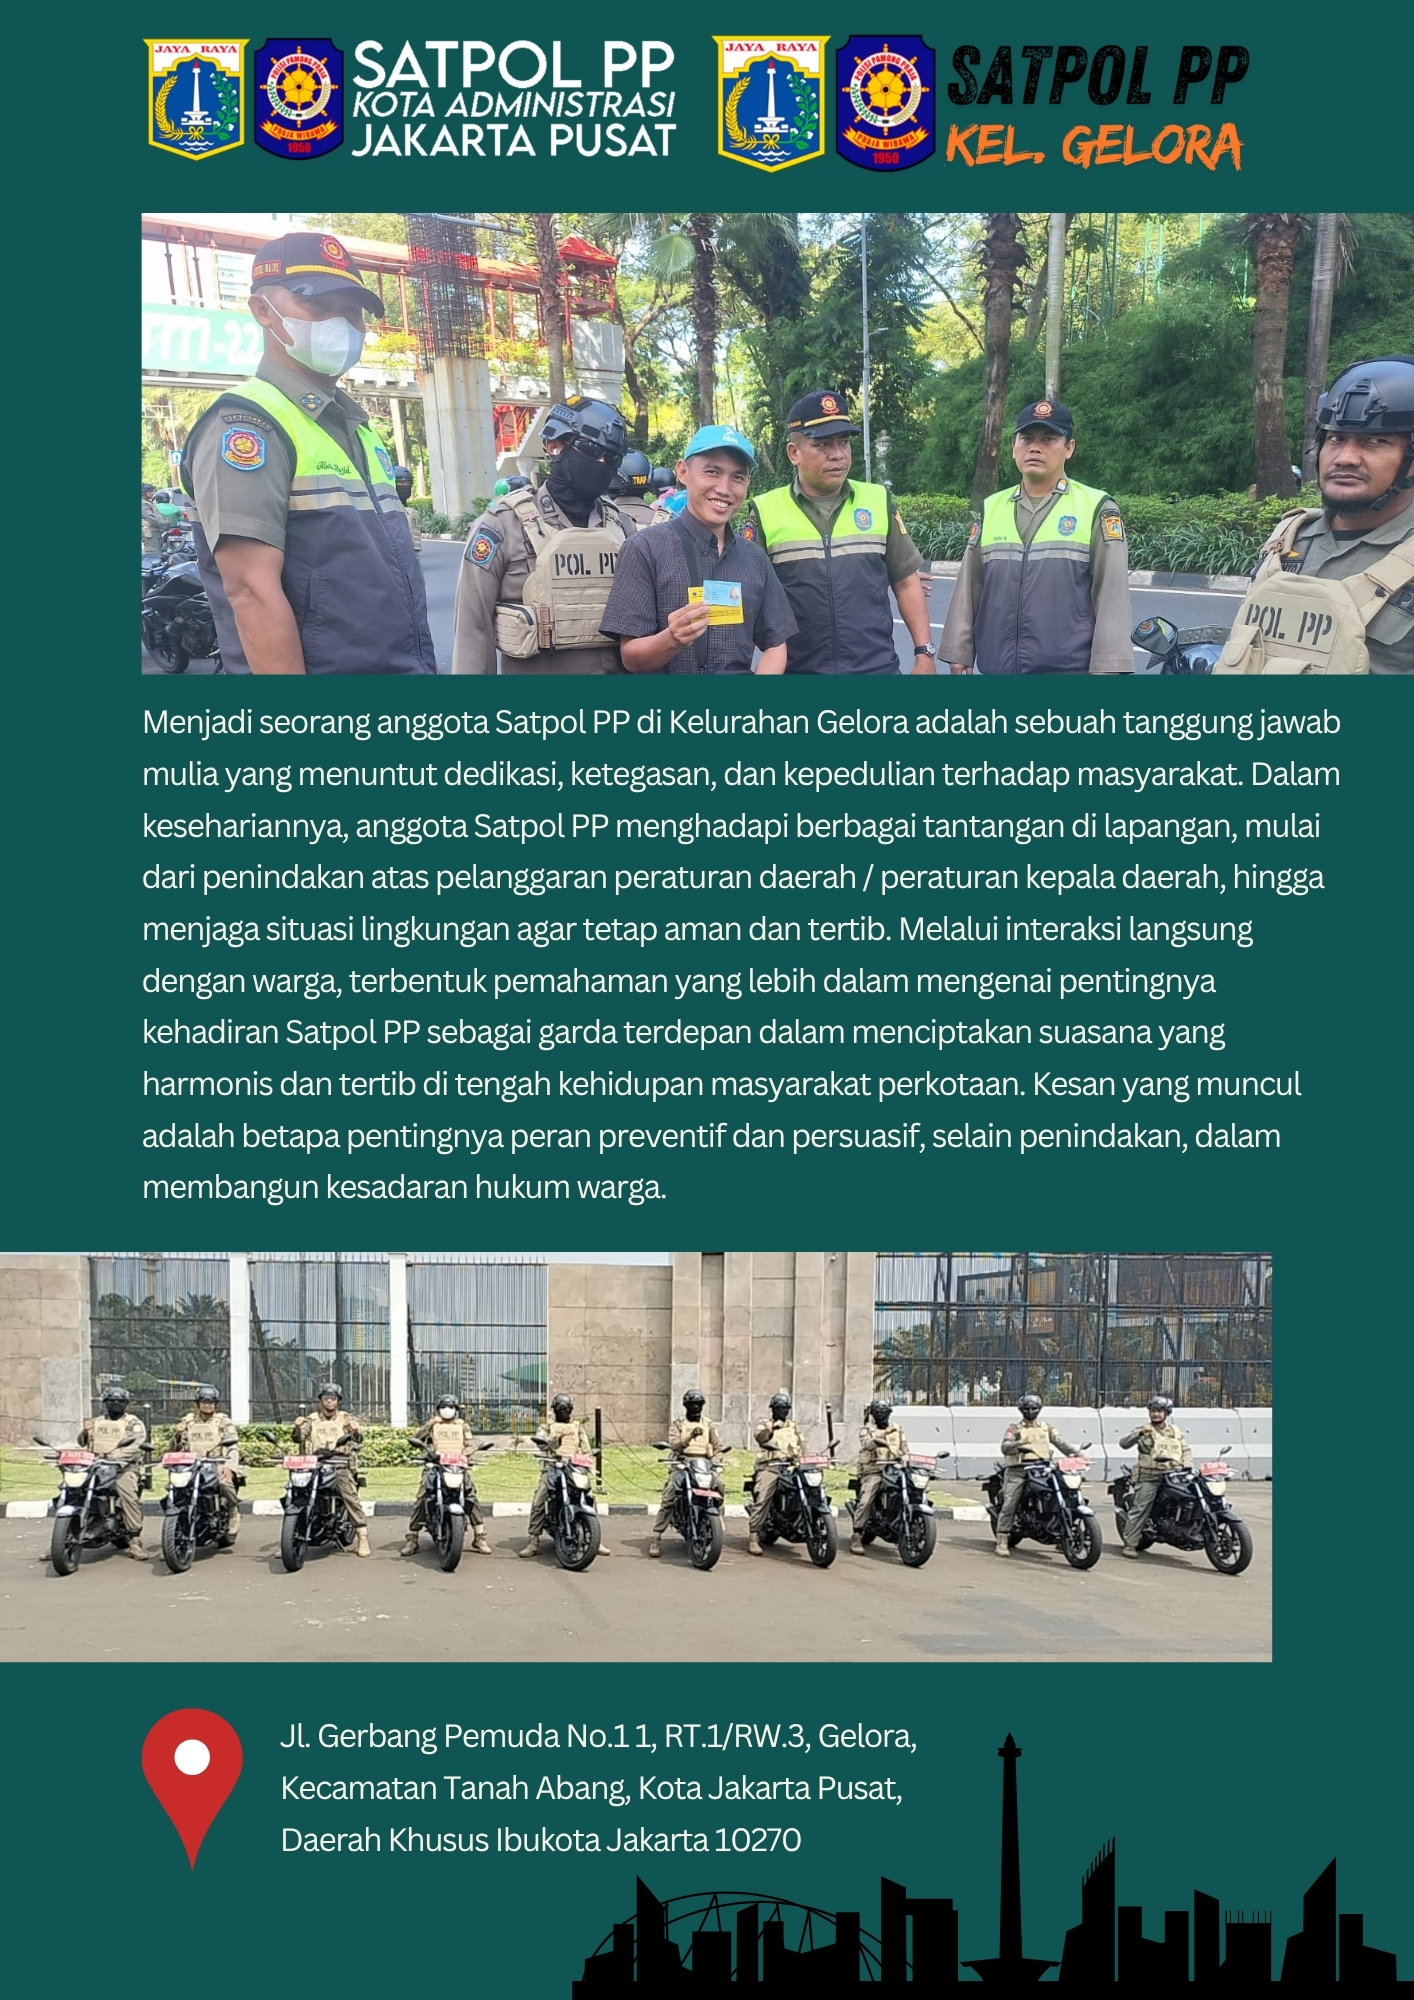 JAYA RAYA
POLISI PAMONG PRAJA
PRAJA WIBAWA
1950
SATPOL PP
KOTA ADMINISTRASI
JAKARTA PUSAT
JAYA RAYA
POLISI PAMONG PRAJA
PRAJA WIBAWA
1950
SATPOL PP
KEL. GELORA
TRAP
POL PP
POL PP
Menjadi seorang anggota Satpol PP di Kelurahan Gelora adalah sebuah tanggung jawab
mulia yang menuntut dedikasi, ketegasan, dan kepedulian terhadap masyarakat. Dalam
kesehariannya, anggota Satpol PP menghadapi berbagai tantangan di lapangan, mulai
dari penindakan atas pelanggaran peraturan daerah / peraturan kepala daerah, hingga
menjaga situasi lingkungan agar tetap aman dan tertib. Melalui interaksi langsung
dengan warga, terbentuk pemahaman yang lebih dalam mengenai pentingnya
kehadiran Satpol PP sebagai garda terdepan dalam menciptakan suasana yang
harmonis dan tertib di tengah kehidupan masyarakat perkotaan. Kesan yang muncul
adalah betapa pentingnya peran preventif dan persuasif, selain penindakan, dalam
membangun kesadaran hukum warga.
Jl. Gerbang Pemuda No.11, RT.1/RW.3, Gelora,
Kecamatan Tanah Abang, Kota Jakarta Pusat,
Daerah Khusus Ibukota Jakarta 10270